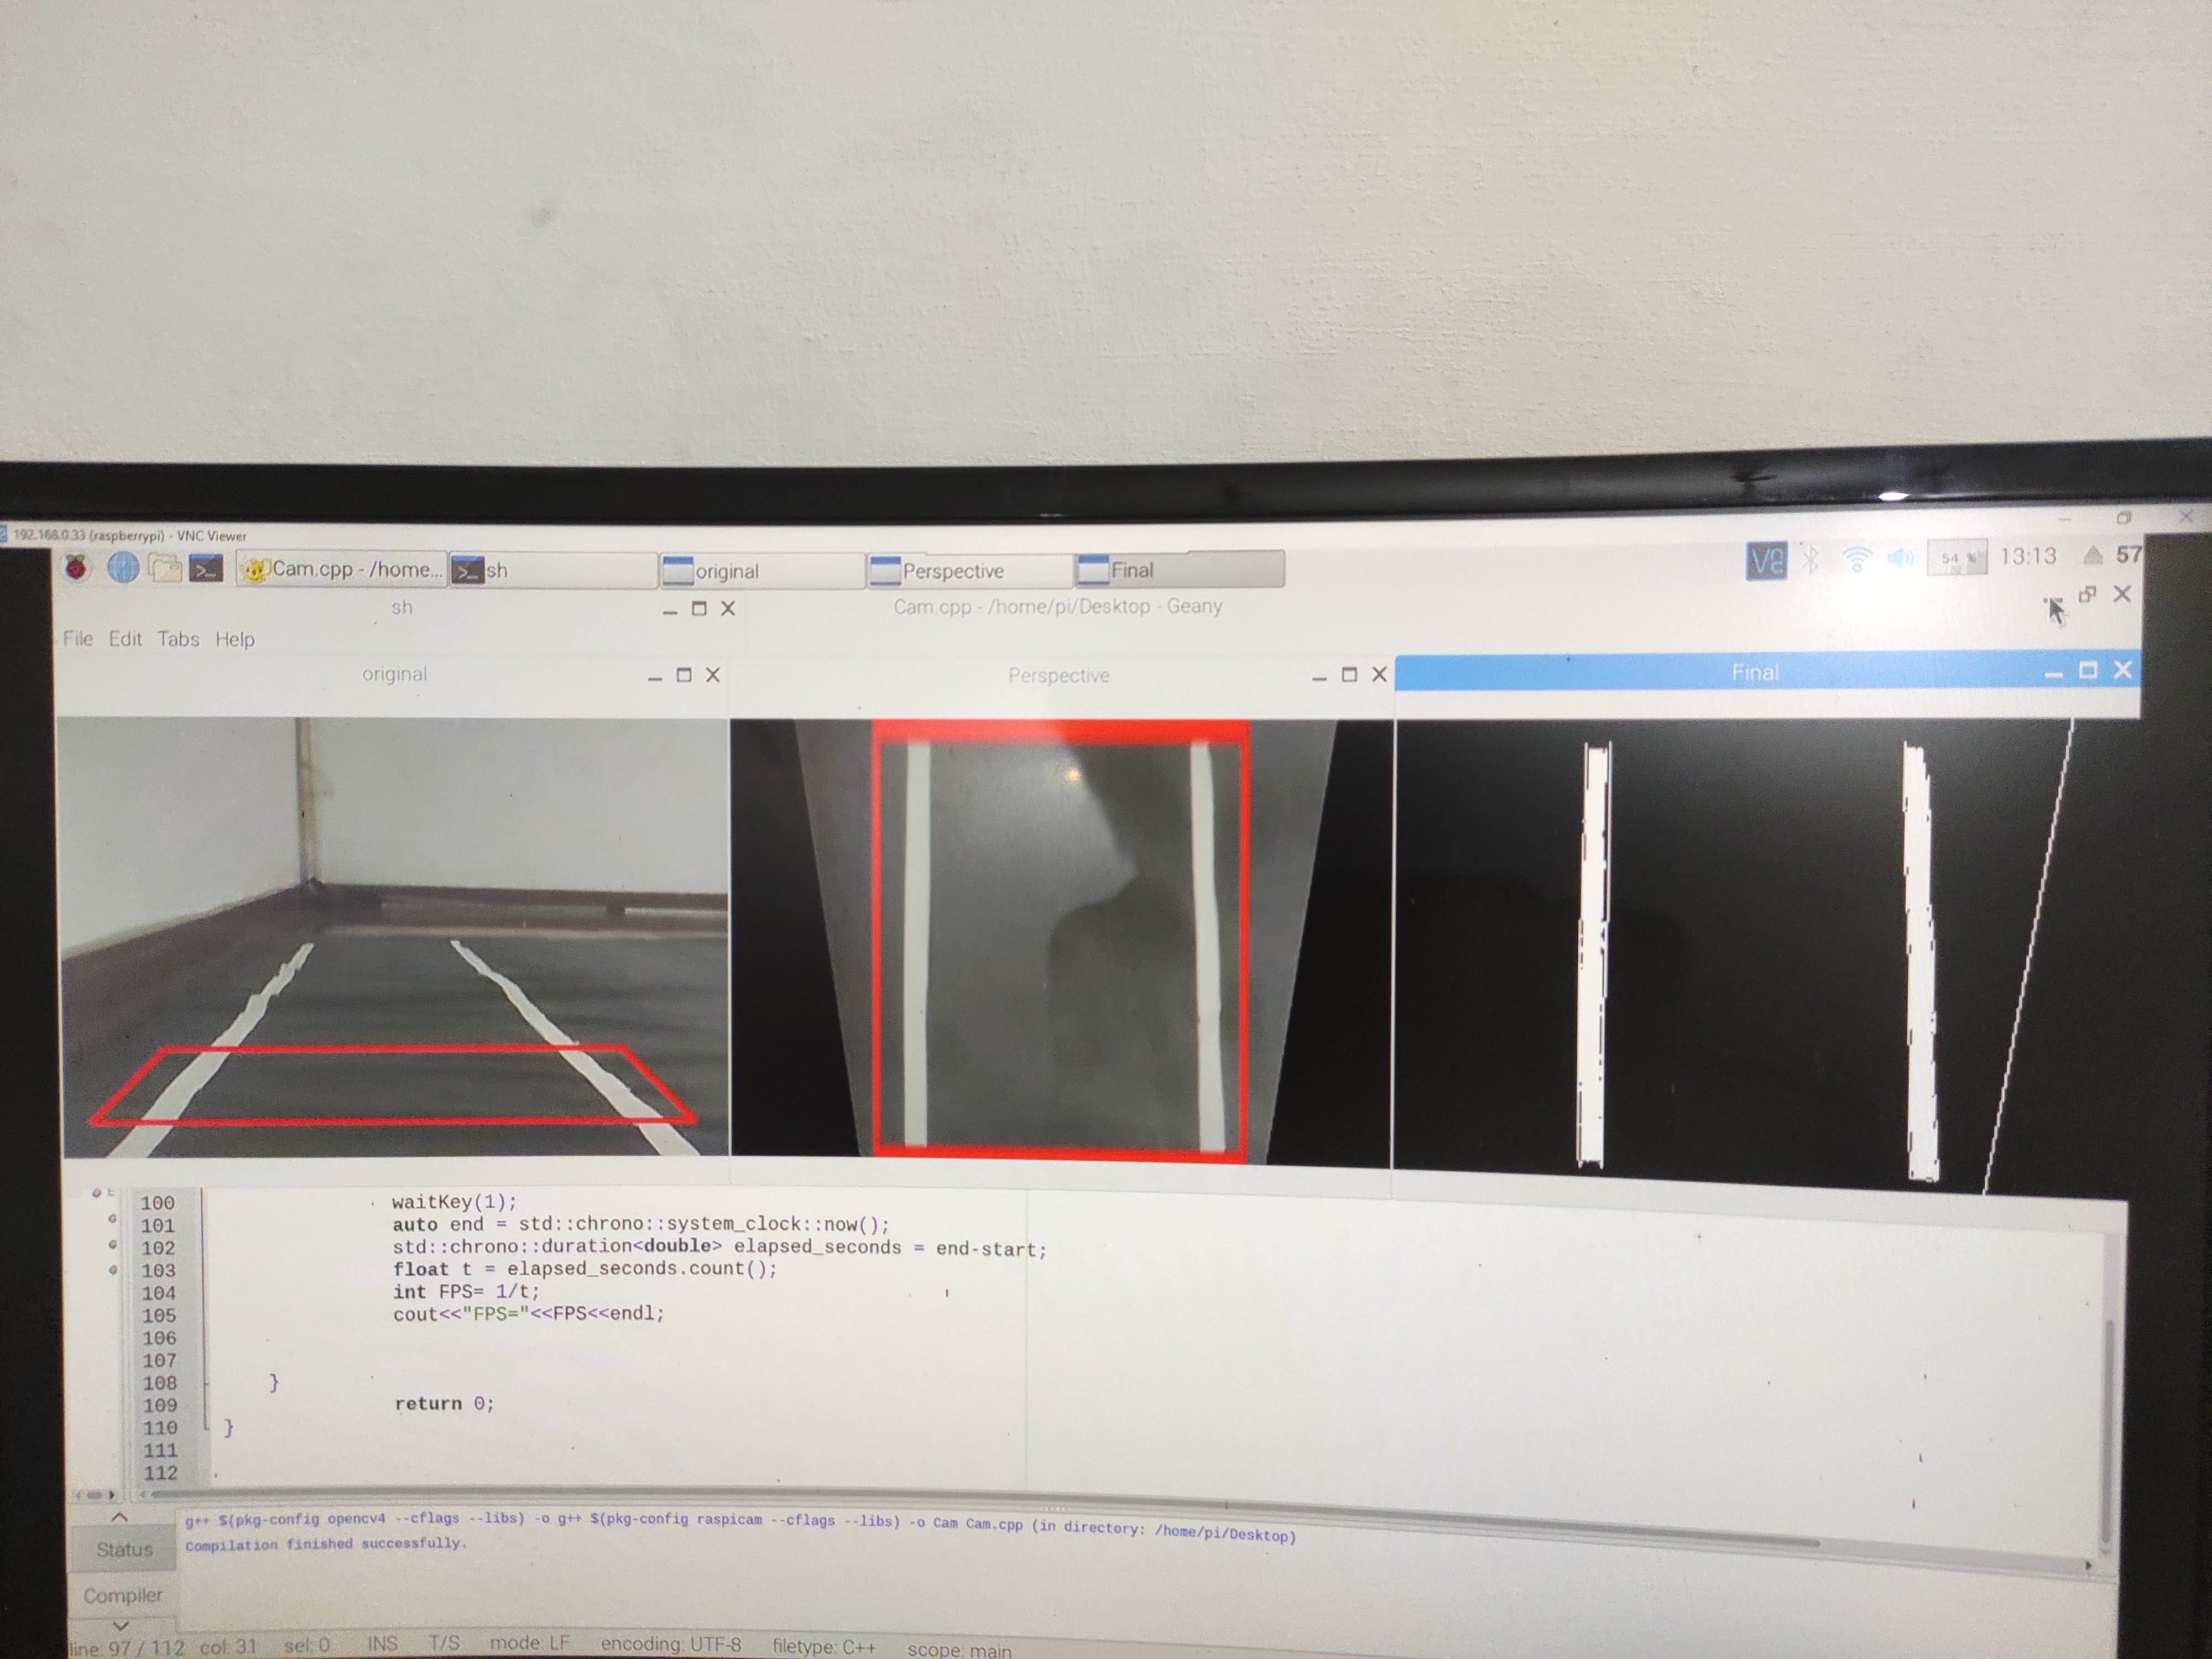 192.168.0.33 (raspberrypi) - VNC Viewer
Cam.cpp - /home... sh original Perspective Final 54 % 13:13 57
sh Cam.cpp - /home/pi/Desktop - Geany
File Edit Tabs Help
original Perspective Final
100 waitKey(1);
101 auto end = std::chrono::system_clock::now();
102 std::chrono::duration<double> elapsed_seconds = end-start;
103 float t = elapsed_seconds.count();
104 int FPS= 1/t;
105 cout<<"FPS="<<FPS<<endl;
106
107
108 }
109 return 0;
110 }
111
112
g++ $(pkg-config opencv4 --cflags --libs) -o g++ $(pkg-config raspicam --cflags --libs) -o Cam Cam.cpp (in directory: /home/pi/Desktop)
Status Compilation finished successfully.
Compiler
line: 97 / 112 col: 31 sel: 0 INS T/S mode: LF encoding: UTF-8 filetype: C++ scope: main